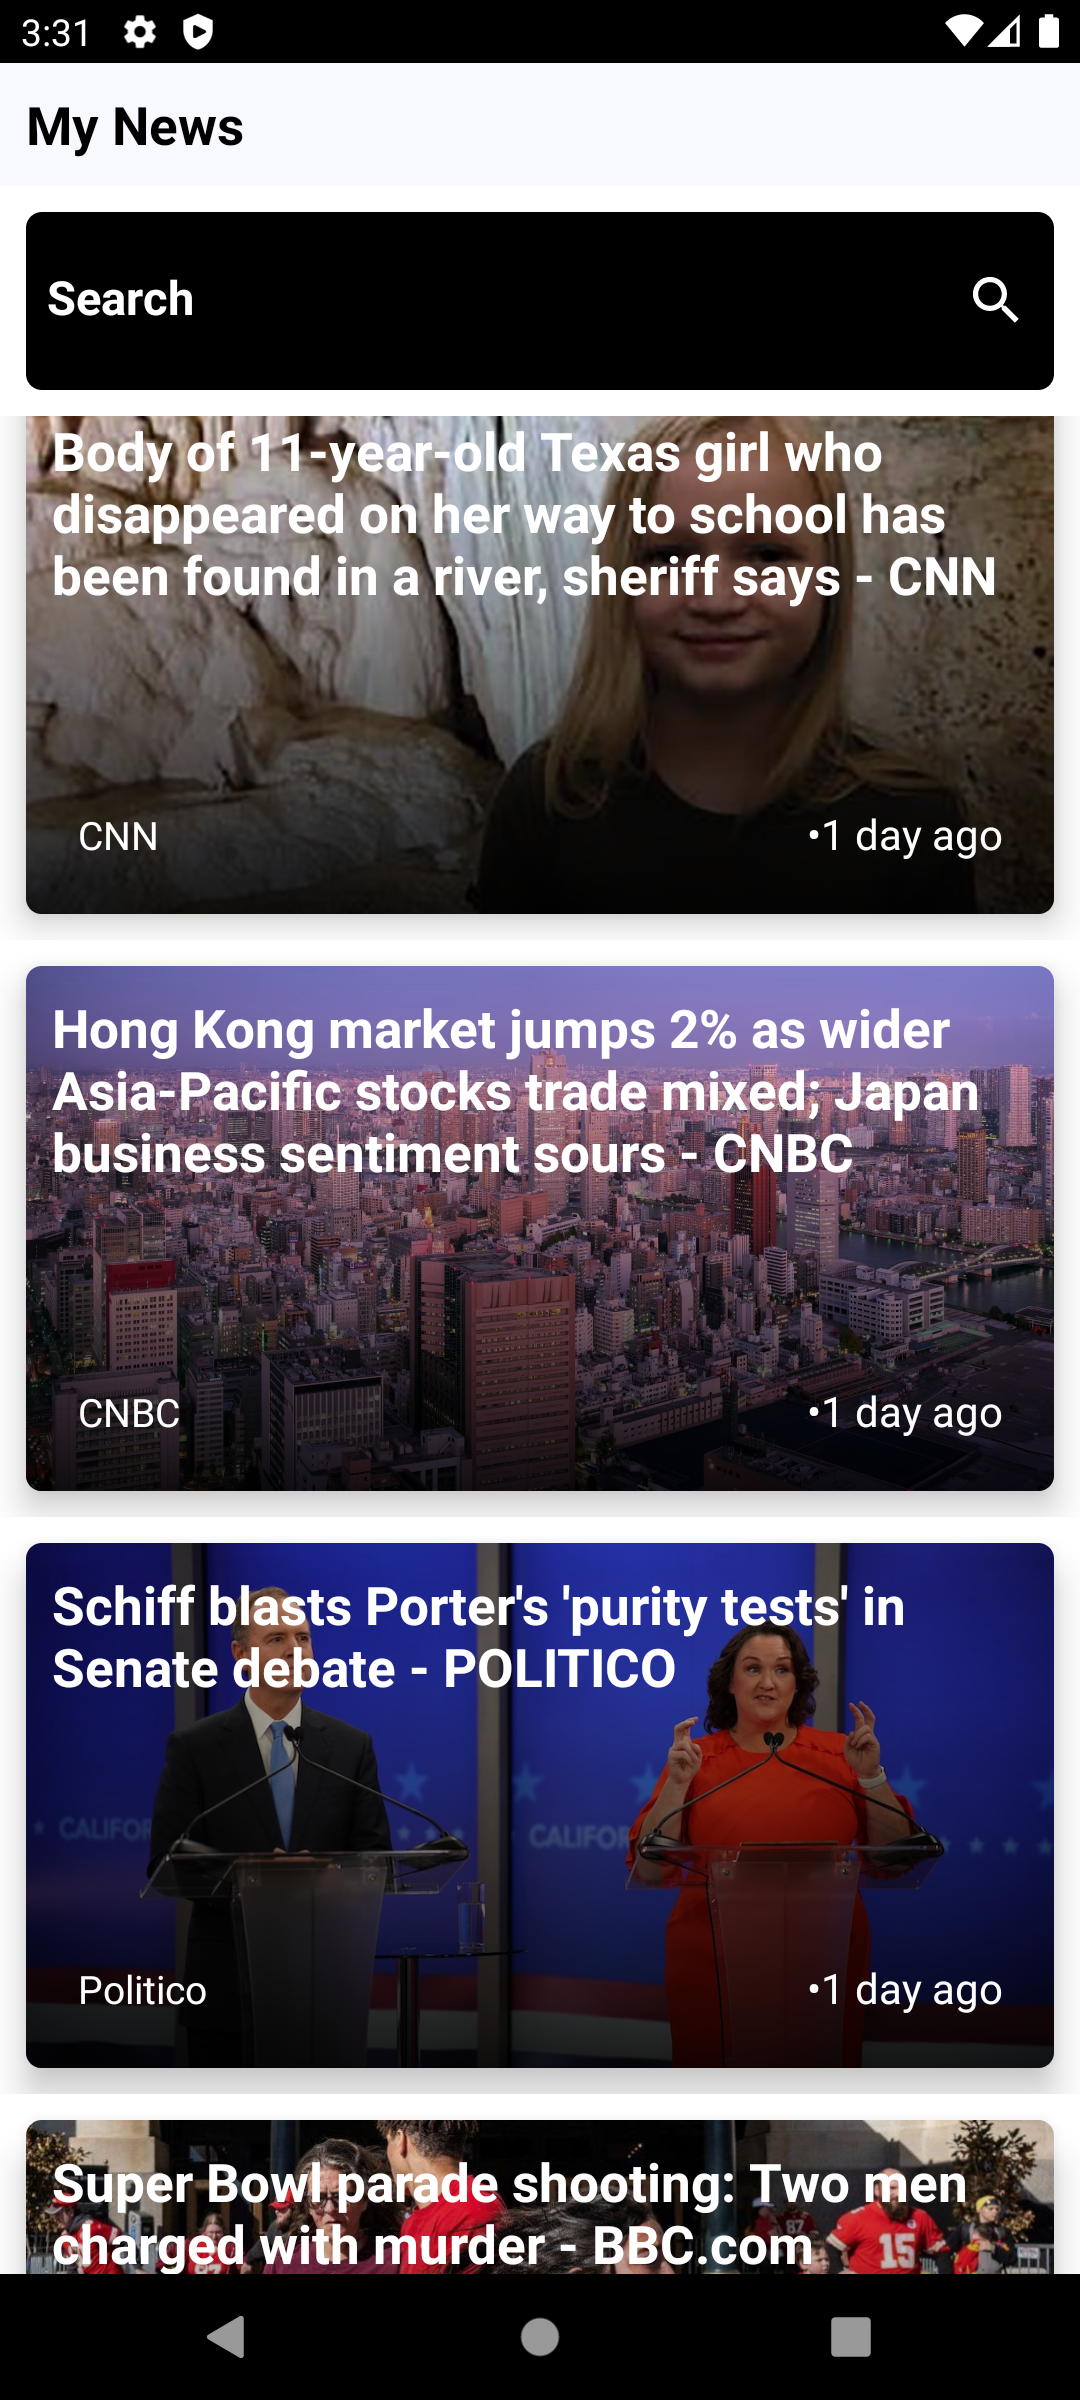 3:31
My News
Search
Body of 11-year-old Texas girl who
disappeared on her way to school has
been found in a river, sheriff says - CNN
CNN
•1 day ago
Hong Kong market jumps 2% as wider
Asia-Pacific stocks trade mixed; Japan
business sentiment sours - CNBC
CNBC
•1 day ago
Schiff blasts Porter's 'purity tests' in
Senate debate - POLITICO
CALIFOR
CALIFOR
Politico
•1 day ago
Super Bowl parade shooting: Two men
charged with murder - BBC.com
87
15
87